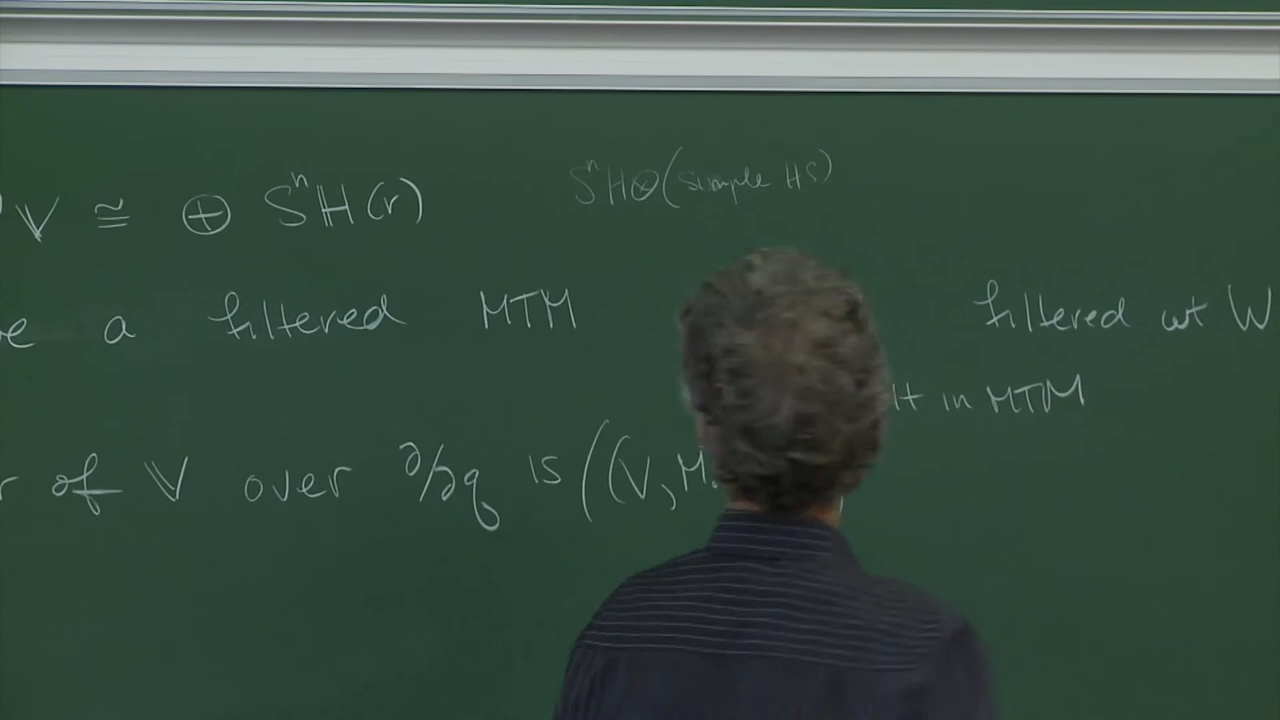 V ≅ ⊕ SⁿH(r) SⁿH⊗(simple HS)
a filtered MTM filtered wt W
in MTM
of V over ∂/∂q is ((V, M.